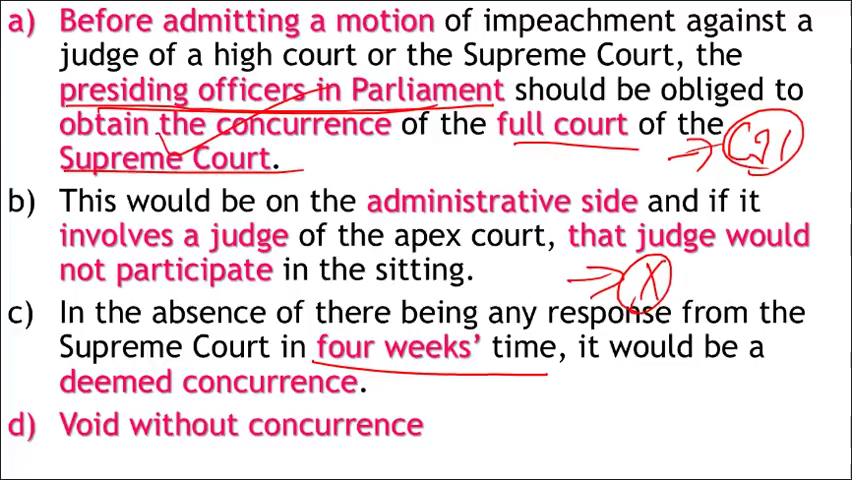 a) Before admitting a motion of impeachment against a
judge of a high court or the Supreme Court, the
presiding officers in Parliament should be obliged to
obtain the concurrence of the full court of the
Supreme Court.
CJI
b) This would be on the administrative side and if it
involves a judge of the apex court, that judge would
not participate in the sitting.
X
c) In the absence of there being any response from the
Supreme Court in four weeks' time, it would be a
deemed concurrence.
d) Void without concurrence